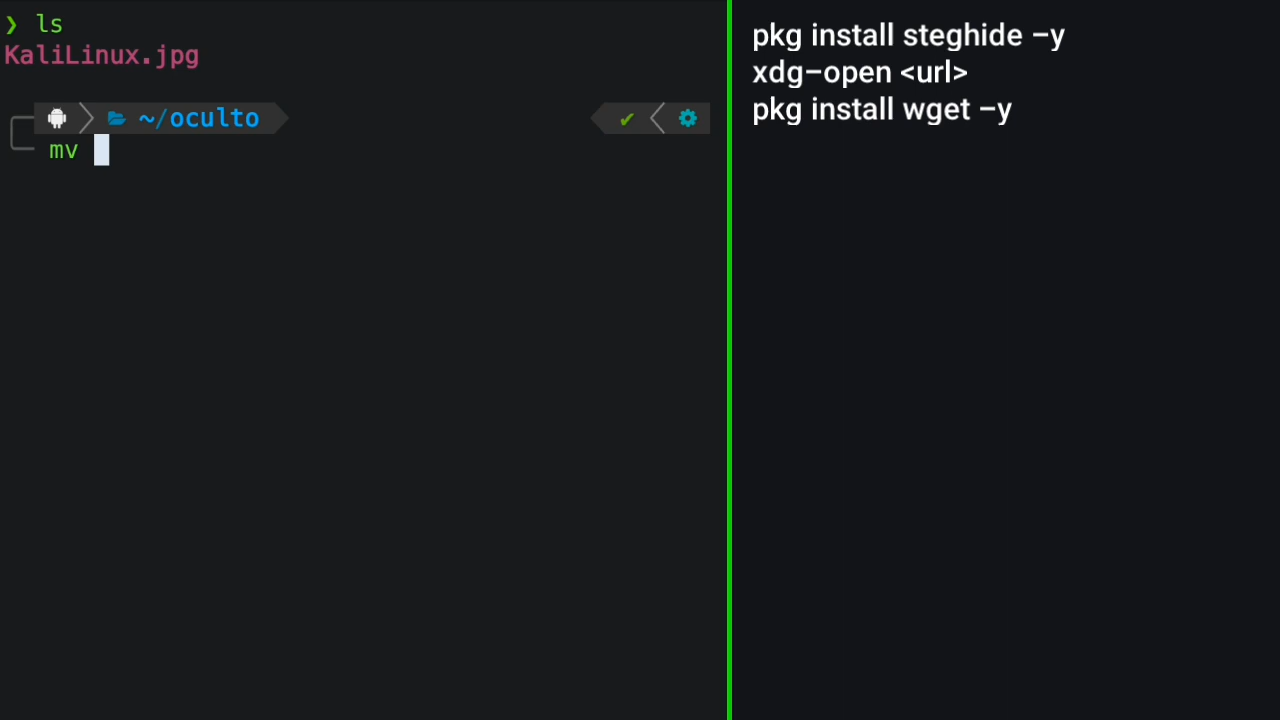 ❯ ls
KaliLinux.jpg
~/oculto ✔
mv
pkg install steghide –y
xdg–open <url>
pkg install wget –y